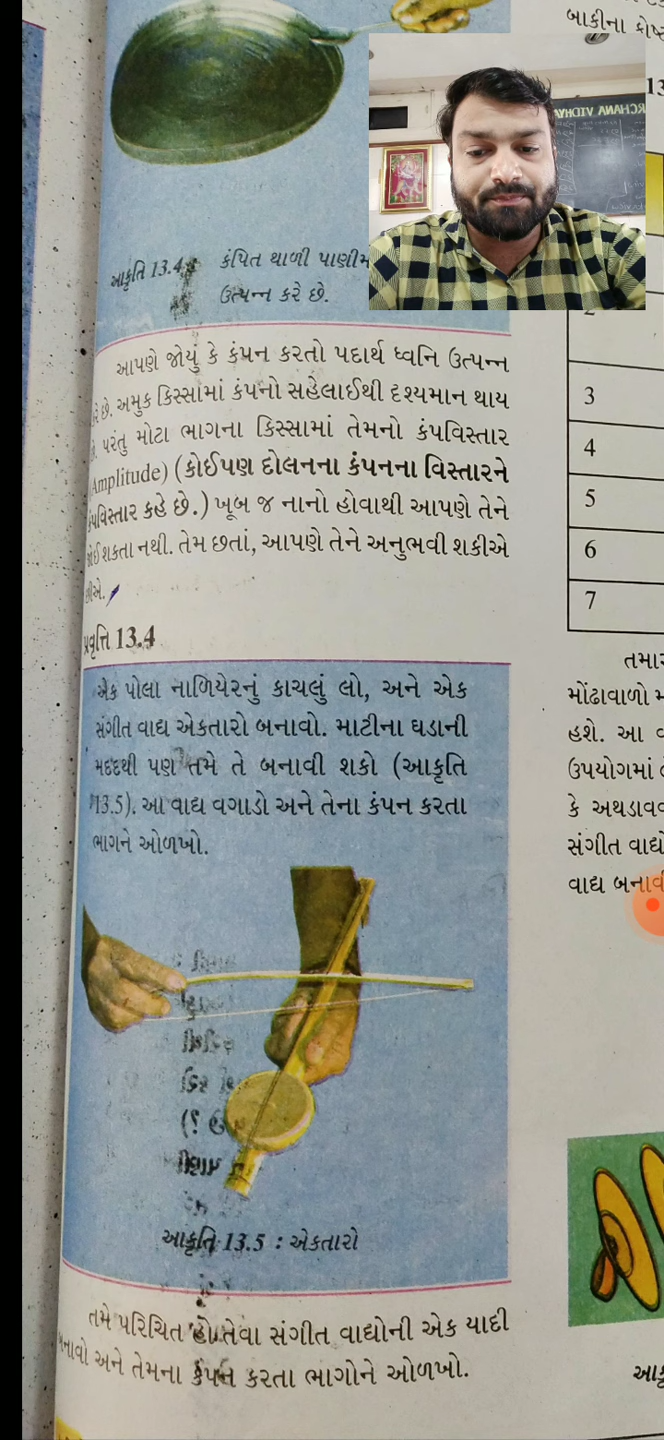 બાકીના
આકૃતિ 13.4 કંપિત થાળી
ઉત્પન્ન કરે છે.
આપણે જોયું કે કંપન કરતો પદાર્થ ધ્વનિ ઉત્પન્ન
છે. અમુક કિસ્સામાં કંપનો સહેલાઈથી દૃશ્યમાન થાય
પરંતુ મોટા ભાગના કિસ્સામાં તેમનો કંપવિસ્તાર
Amplitude) (કોઈપણ દોલનના કંપનના વિસ્તારને
કંપવિસ્તાર કહે છે.) ખૂબ જ નાનો હોવાથી આપણે તેને
જોઈ શકતા નથી. તેમ છતાં, આપણે તેને અનુભવી શકીએ
છીએ.
પ્રવૃત્તિ 13.4
એક પોલા નાળિયેરનું કાચલું લો, અને એક
સંગીત વાદ્ય એકતારો બનાવો. માટીના ઘડાની
મદદથી પણ તમે તે બનાવી શકો (આકૃતિ
13.5). આ વાદ્ય વગાડો અને તેના કંપન કરતા
ભાગને ઓળખો.
આકૃતિ 13.5 : એકતારો
તમે પરિચિત હો તેવા સંગીત વાદ્યોની એક યાદી
બનાવો અને તેમના કંપન કરતા ભાગોને ઓળખો.
3
4
5
6
7
મોંઢાવાળો
હશે. આ
ઉપયોગમાં
કે
સંગીત
વાદ્ય